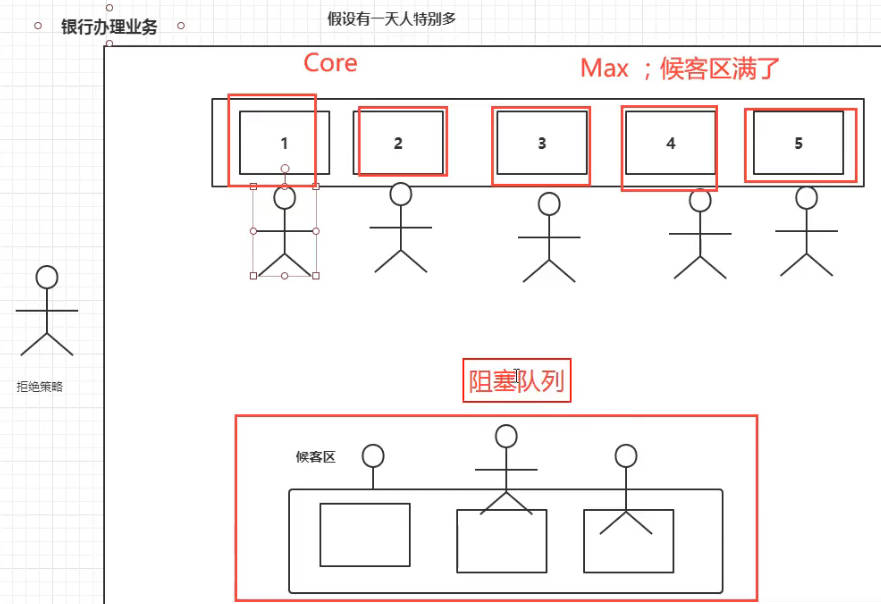 银行办理业务
假设有一天人特别多
Core
Max ；候客区满了
1
2
3
4
5
拒绝策略
阻塞队列
候客区